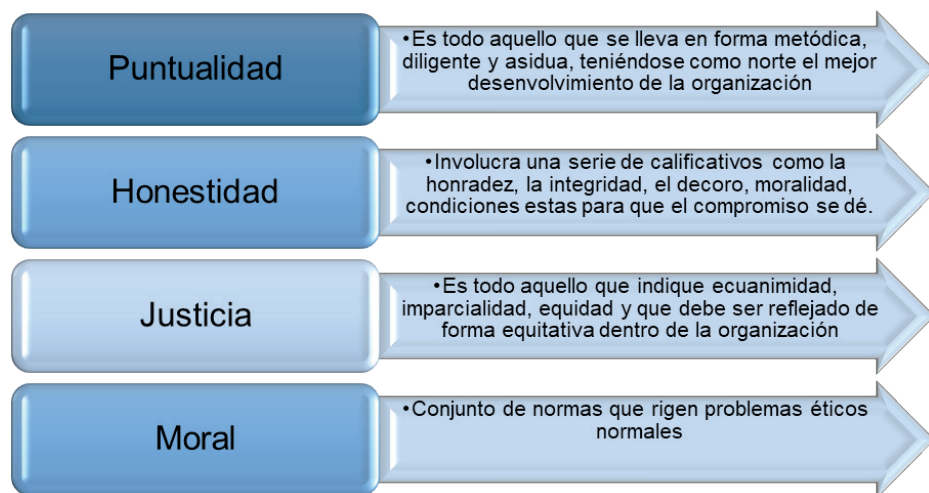 Puntualidad
•Es todo aquello que se lleva en forma metódica,
diligente y asidua, teniéndose como norte el mejor
desenvolvimiento de la organización
Honestidad
•Involucra una serie de calificativos como la
honradez, la integridad, el decoro, moralidad,
condiciones estas para que el compromiso se dé.
Justicia
•Es todo aquello que indique ecuanimidad,
imparcialidad, equidad y que debe ser reflejado de
forma equitativa dentro de la organización
Moral
•Conjunto de normas que rigen problemas éticos
normales